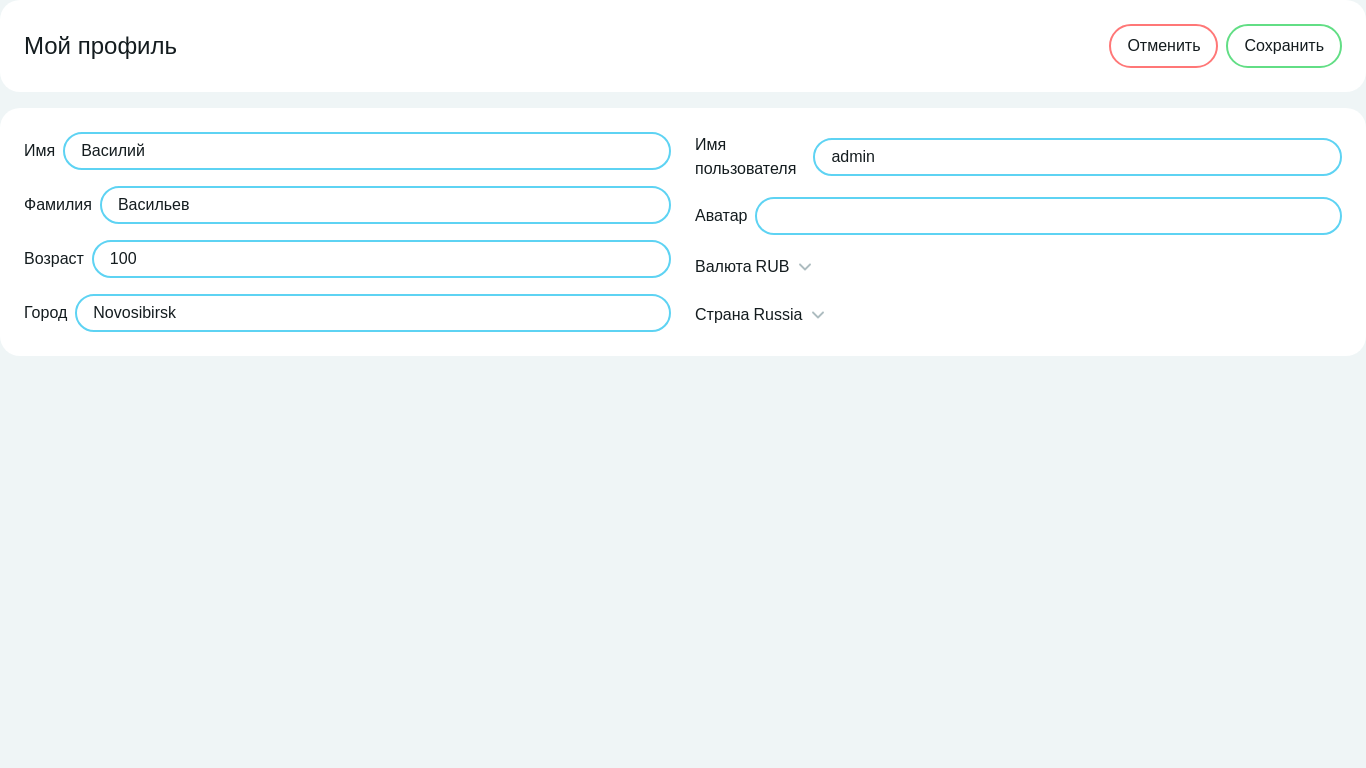 Мой профиль
Отменить
Сохранить
Имя
Василий
Фамилия
Васильев
Возраст
100
Город
Novosibirsk
Имя
пользователя
admin
Аватар
Валюта RUB
Страна Russia